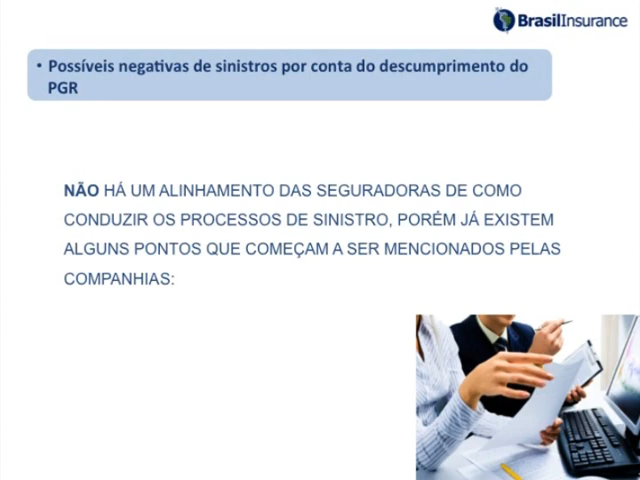 BrasilInsurance
• Possíveis negativas de sinistros por conta do descumprimento do
PGR
NÃO HÁ UM ALINHAMENTO DAS SEGURADORAS DE COMO
CONDUZIR OS PROCESSOS DE SINISTRO, PORÉM JÁ EXISTEM
ALGUNS PONTOS QUE COMEÇAM A SER MENCIONADOS PELAS
COMPANHIAS: